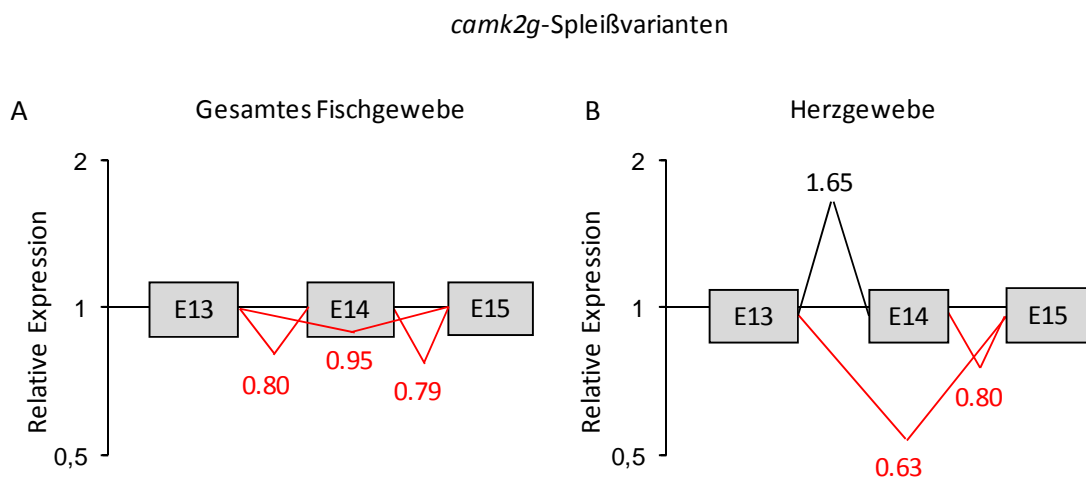 camk2g-Spleißvarianten
A
Gesamtes Fischgewebe
Relative Expression
2
1
0,5
E13
E14
E15
0.80
0.95
0.79
B
Herzgewebe
Relative Expression
2
1
0,5
1.65
E13
E14
E15
0.80
0.63